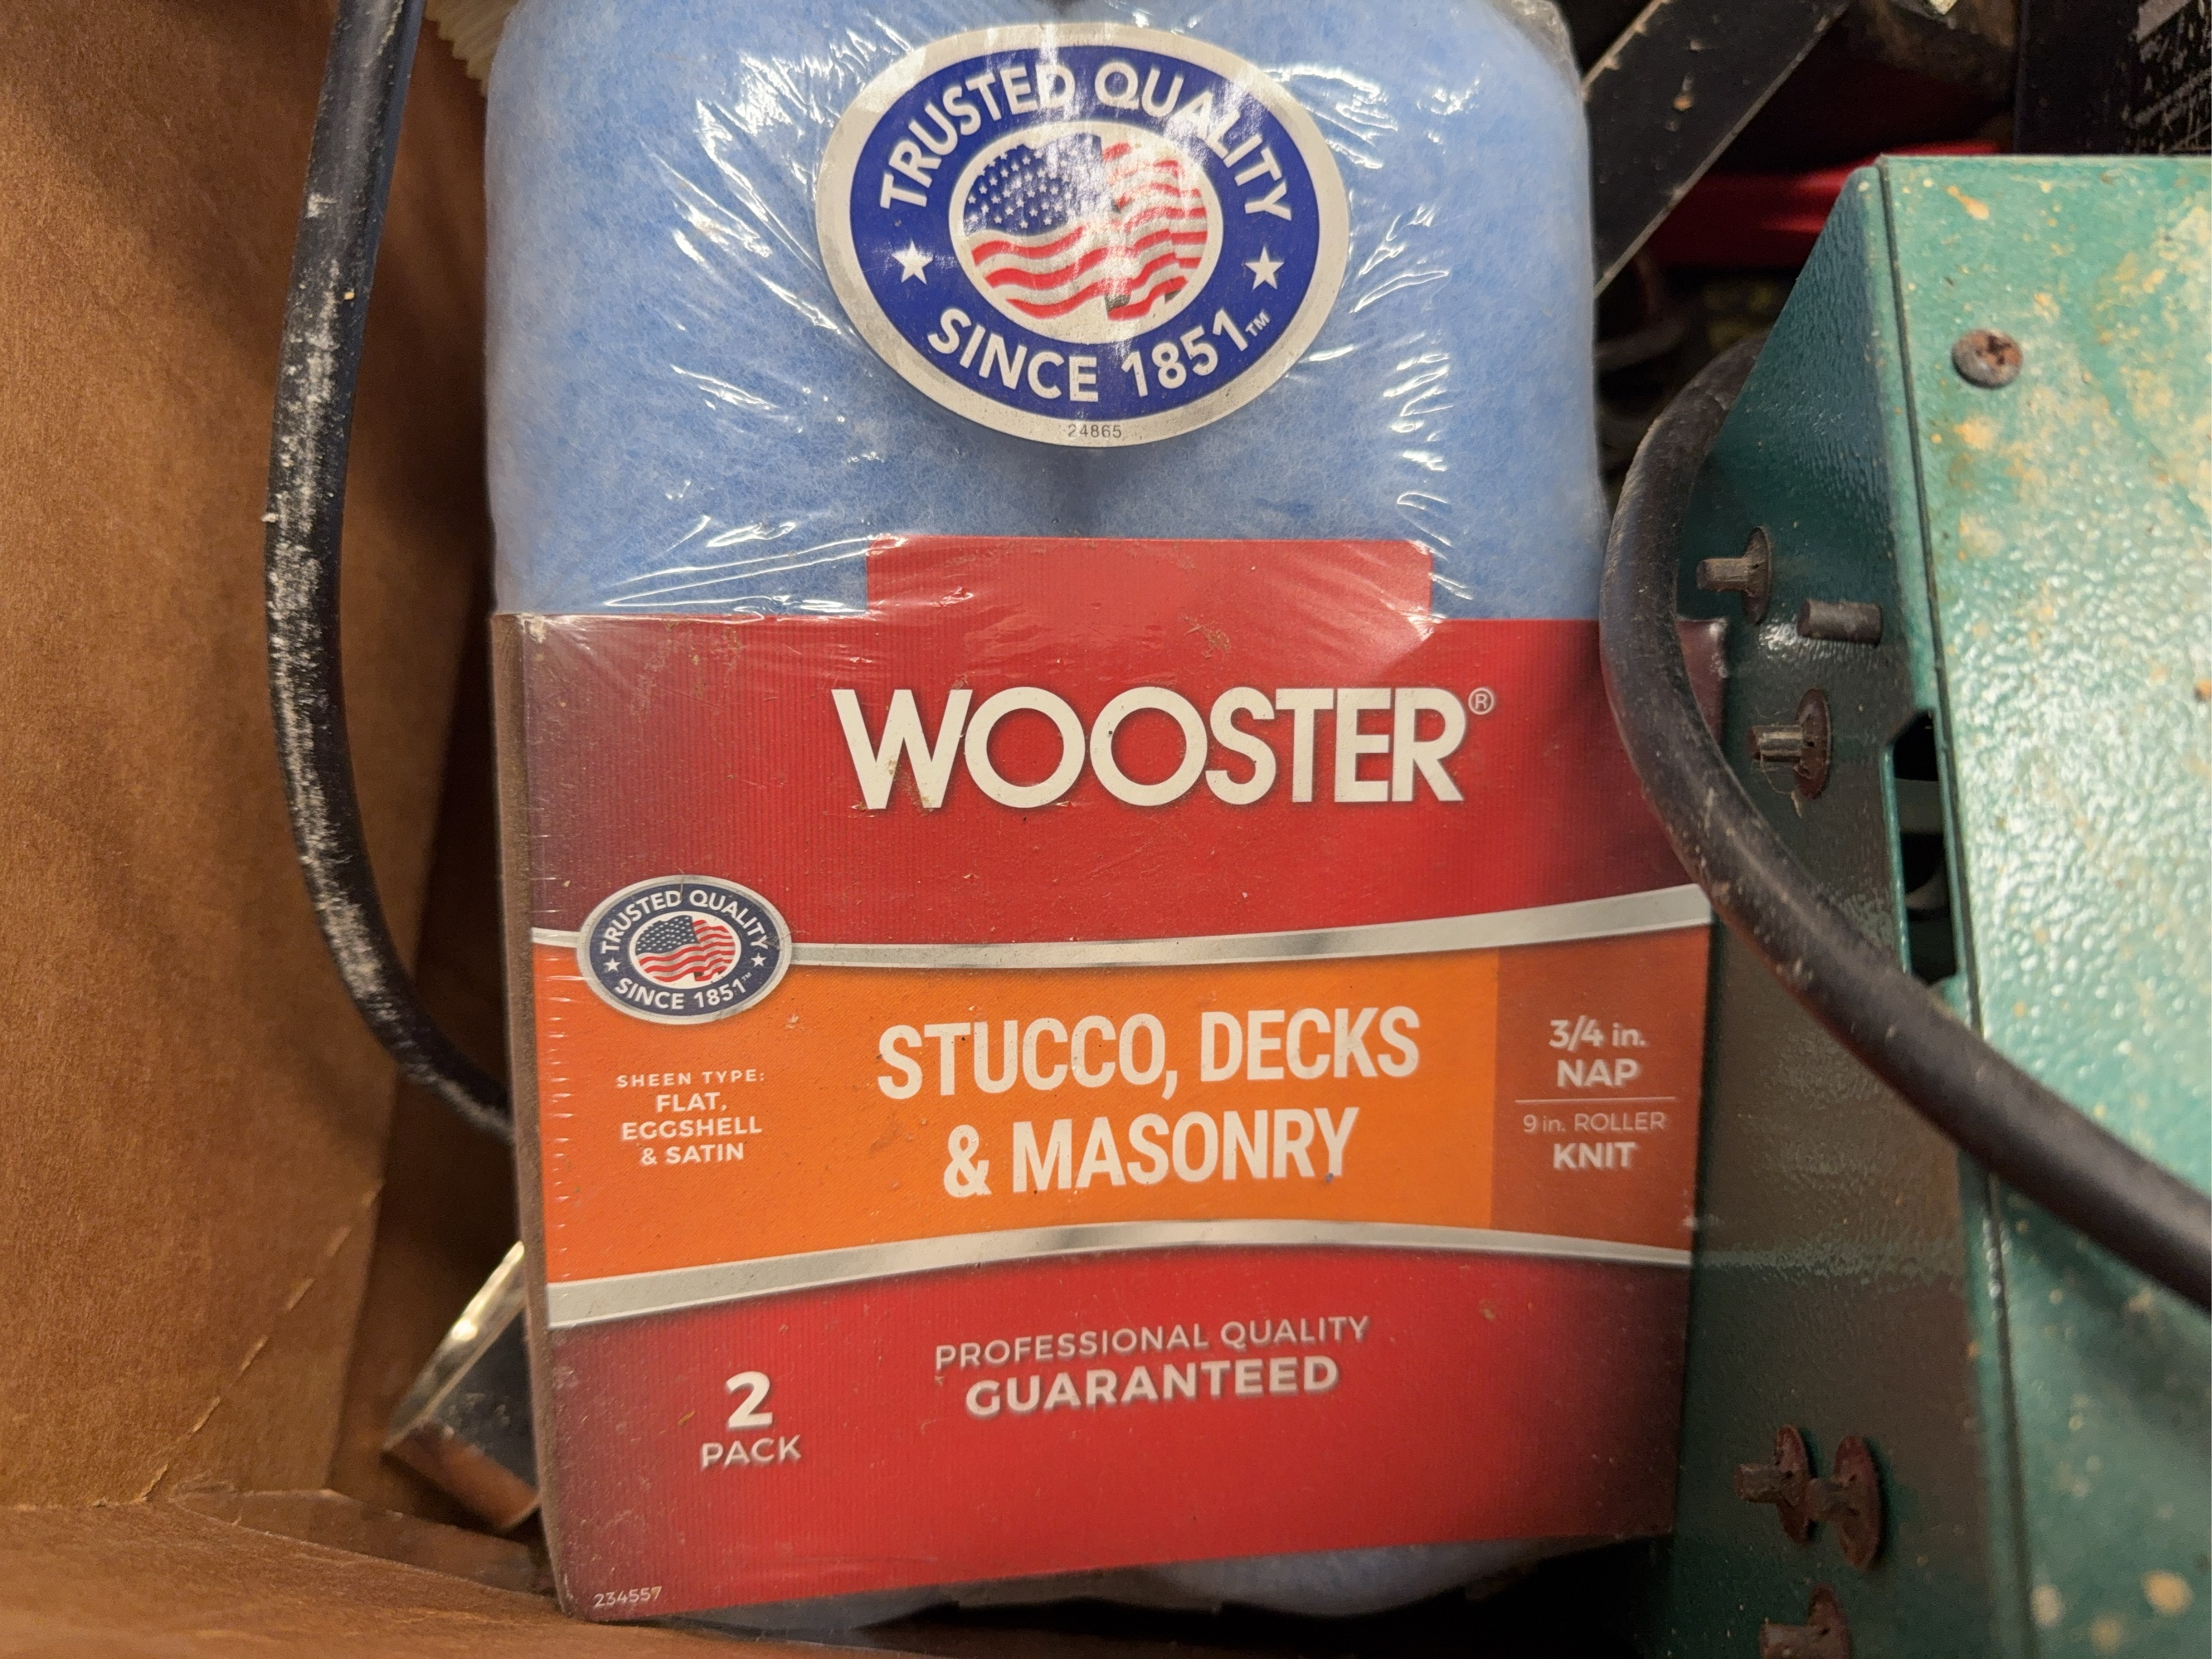 TRUSTED QUALITY
SINCE 1851™
24865
WOOSTER®
TRUSTED QUALITY
SINCE 1851™
SHEEN TYPE:
FLAT,
EGGSHELL
& SATIN
STUCCO, DECKS
& MASONRY
3/4 in.
NAP
9 in. ROLLER
KNIT
2
PACK
PROFESSIONAL QUALITY
GUARANTEED
234557